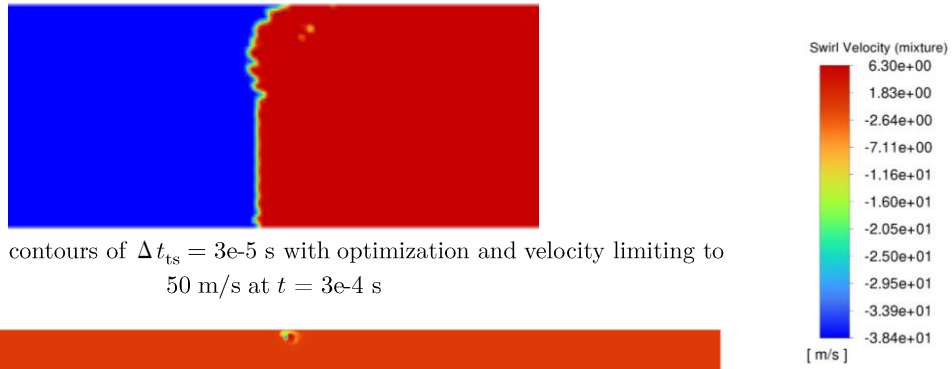 contours of Δt_ts = 3e-5 s with optimization and velocity limiting to
50 m/s at t = 3e-4 s
Swirl Velocity (mixture)
6.30e+00
1.83e+00
-2.64e+00
-7.11e+00
-1.16e+01
-1.60e+01
-2.05e+01
-2.50e+01
-2.95e+01
-3.39e+01
-3.84e+01
[ m/s ]